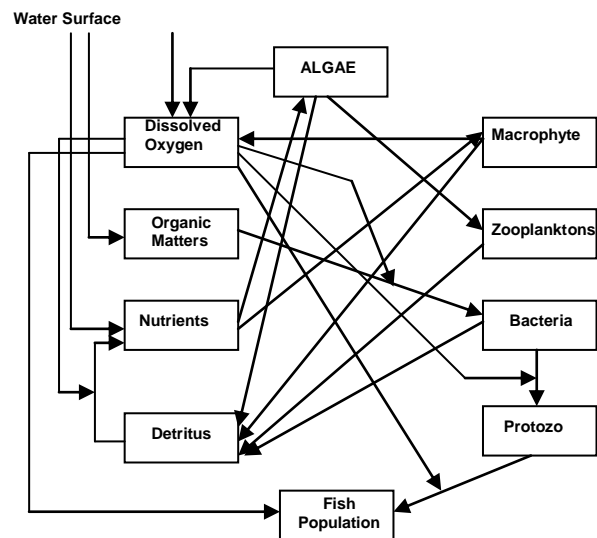 Water Surface
ALGAE
Dissolved
Oxygen
Macrophyte
Organic
Matters
Zooplanktons
Nutrients
Bacteria
Detritus
Protozo
Fish
Population